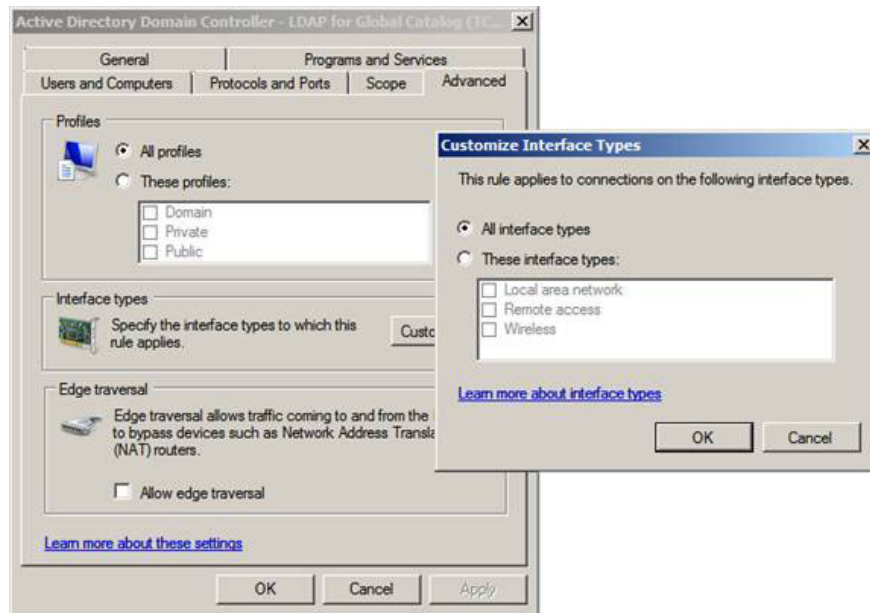 Active Directory Domain Controller - LDAP for Global Catalog (TC...
General
Programs and Services
Users and Computers
Protocols and Ports
Scope
Advanced
Profiles
All profiles
These profiles:
Domain
Private
Public
Interface types
Specify the interface types to which this
rule applies.
Custo
Edge traversal
Edge traversal allows traffic coming to and from the
to bypass devices such as Network Address Transla
(NAT) routers.
Allow edge traversal
Learn more about these settings
OK
Cancel
Apply
Customize Interface Types
This rule applies to connections on the following interface types.
All interface types
These interface types:
Local area network
Remote access
Wireless
Learn more about interface types
OK
Cancel